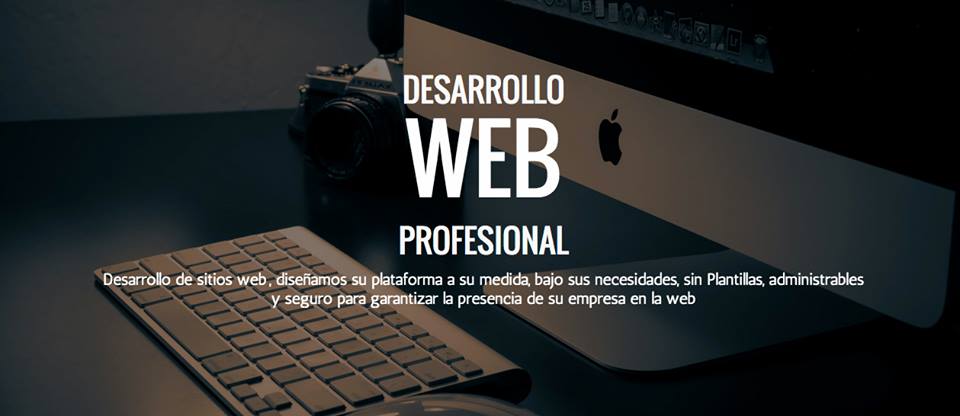 DESARROLLO
WEB
PROFESIONAL
Desarrollo de sitios web, diseñamos su plataforma a su medida, bajo sus necesidades, sin Plantillas, administrables
y seguro para garantizar la presencia de su empresa en la web